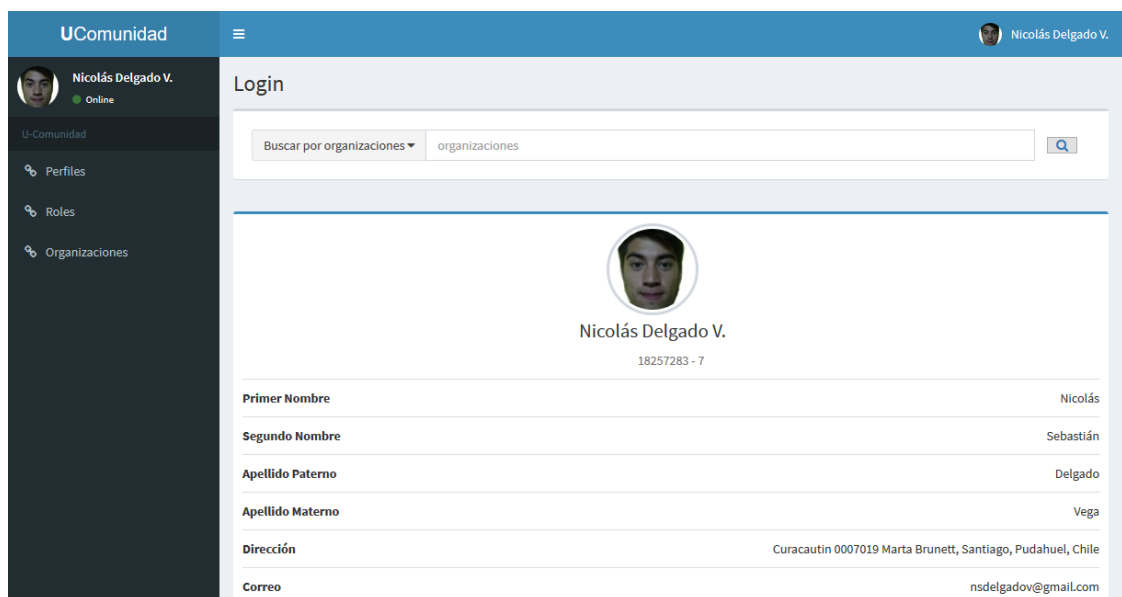 UComunidad
Nicolás Delgado V.
Nicolás Delgado V.
Online
U-Comunidad
Perfiles
Roles
Organizaciones
Login
Buscar por organizaciones organizaciones
Nicolás Delgado V.
18257283 - 7
Primer Nombre Nicolás
Segundo Nombre Sebastián
Apellido Paterno Delgado
Apellido Materno Vega
Dirección Curacautin 0007019 Marta Brunett, Santiago, Pudahuel, Chile
Correo nsdelgadov@gmail.com